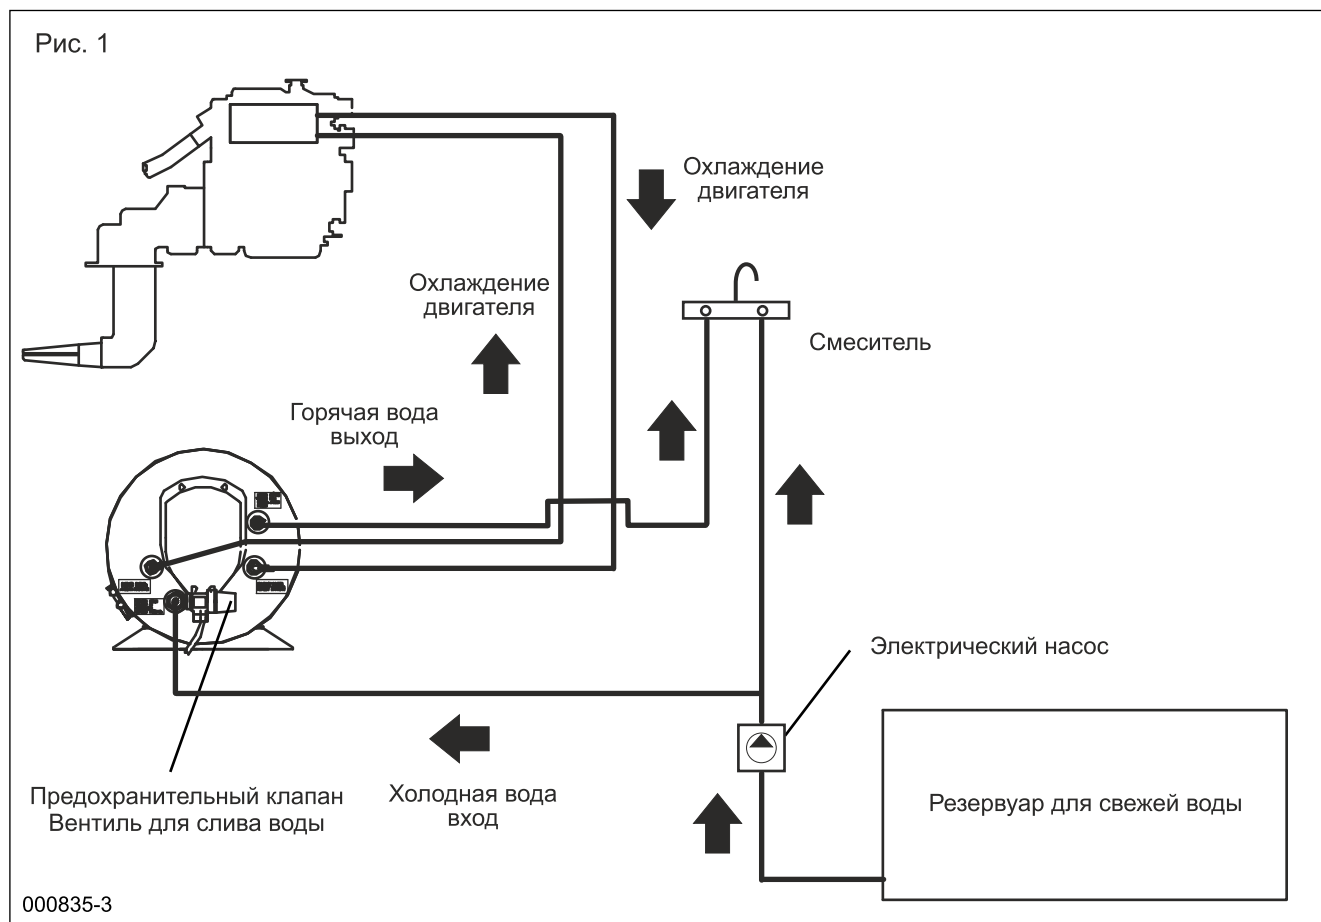 Рис. 1
Охлаждение
двигателя
Охлаждение
двигателя
Смеситель
Горячая вода
выход
Электрический насос
Резервуар для свежей воды
Предохранительный клапан
Вентиль для слива воды
Холодная вода
вход
000835-3